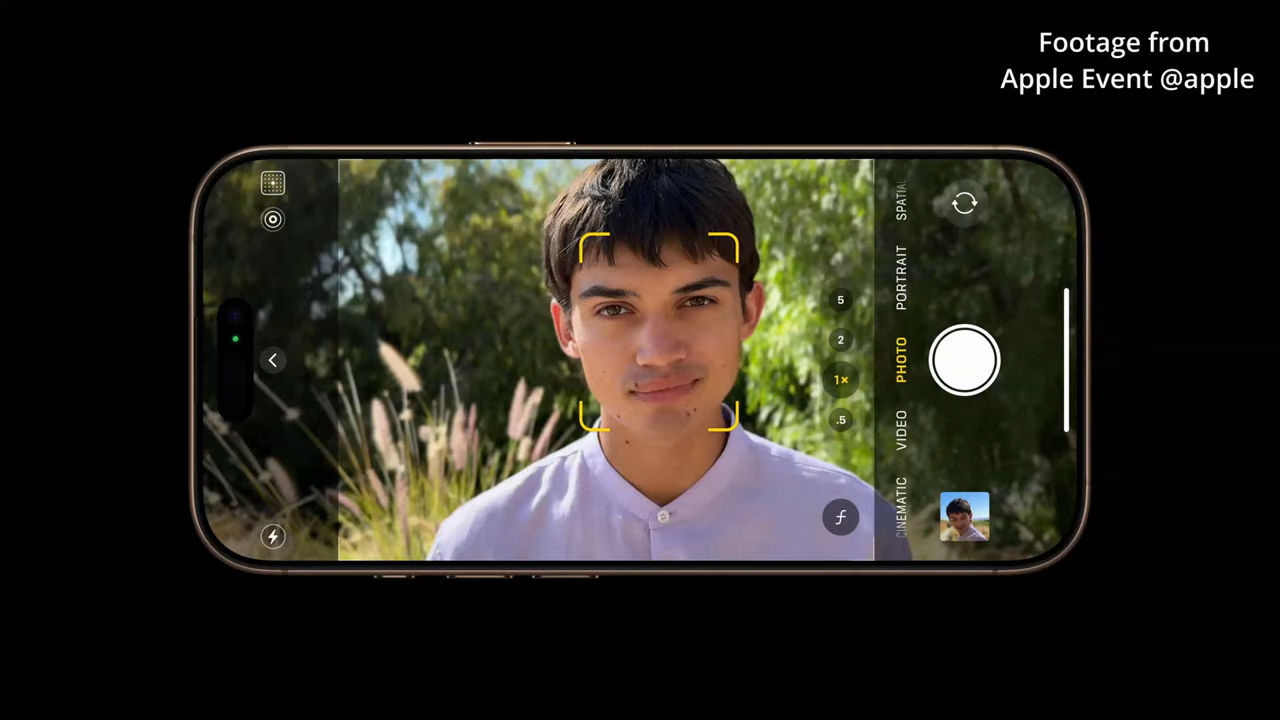 Footage from
Apple Event @apple
SPATIAL
PORTRAIT
PHOTO
VIDEO
CINEMATIC
5
2
1×
.5
f